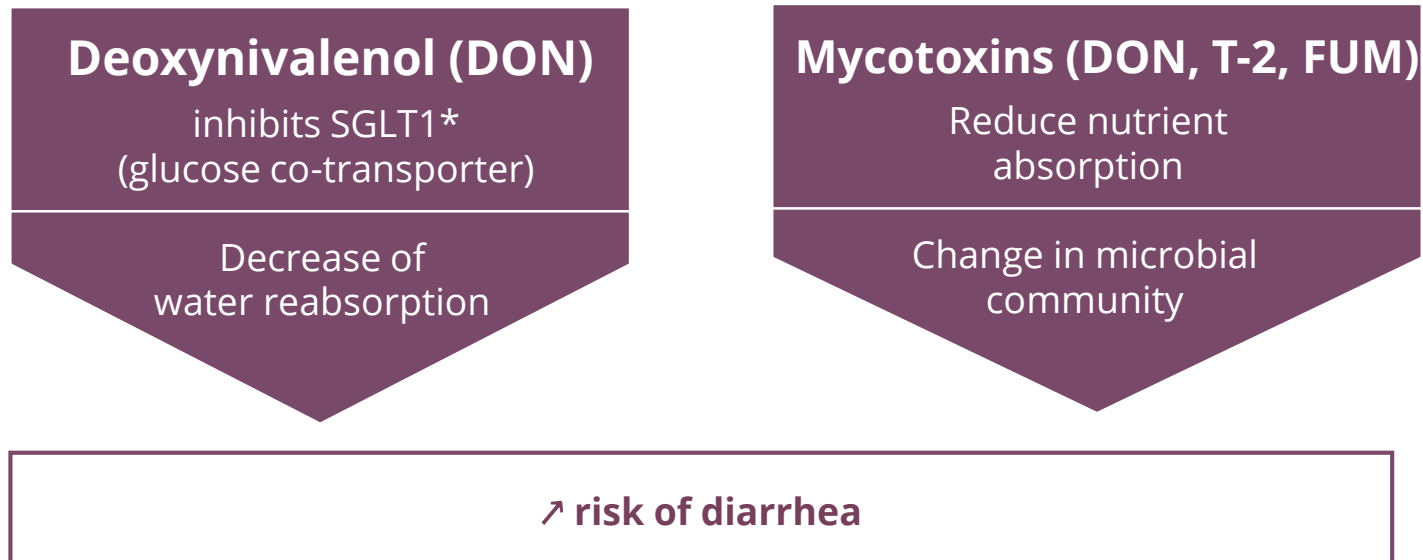 Deoxynivalenol (DON)
inhibits SGLT1*
(glucose co-transporter)
Decrease of
water reabsorption
Mycotoxins (DON, T-2, FUM)
Reduce nutrient
absorption
Change in microbial
community
↗ risk of diarrhea